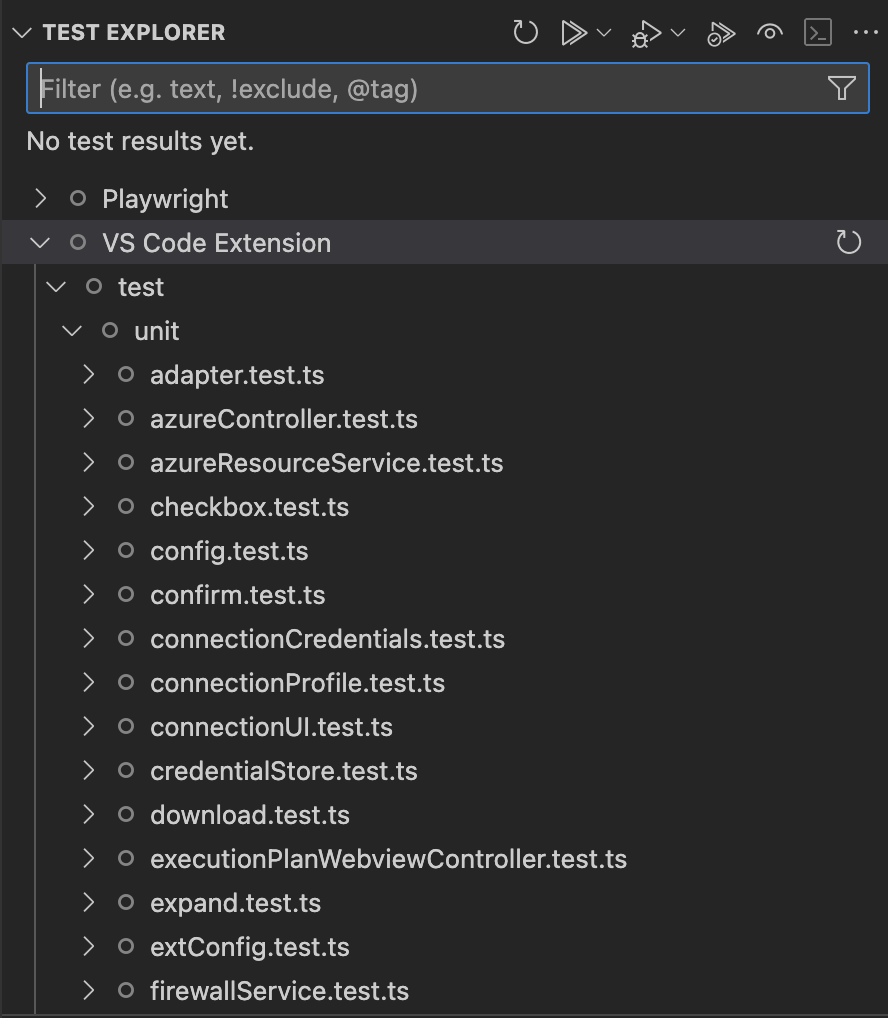 TEST EXPLORER
Filter (e.g. text, !exclude, @tag)
No test results yet.
Playwright
VS Code Extension
test
unit
adapter.test.ts
azureController.test.ts
azureResourceService.test.ts
checkbox.test.ts
config.test.ts
confirm.test.ts
connectionCredentials.test.ts
connectionProfile.test.ts
connectionUI.test.ts
credentialStore.test.ts
download.test.ts
executionPlanWebviewController.test.ts
expand.test.ts
extConfig.test.ts
firewallService.test.ts